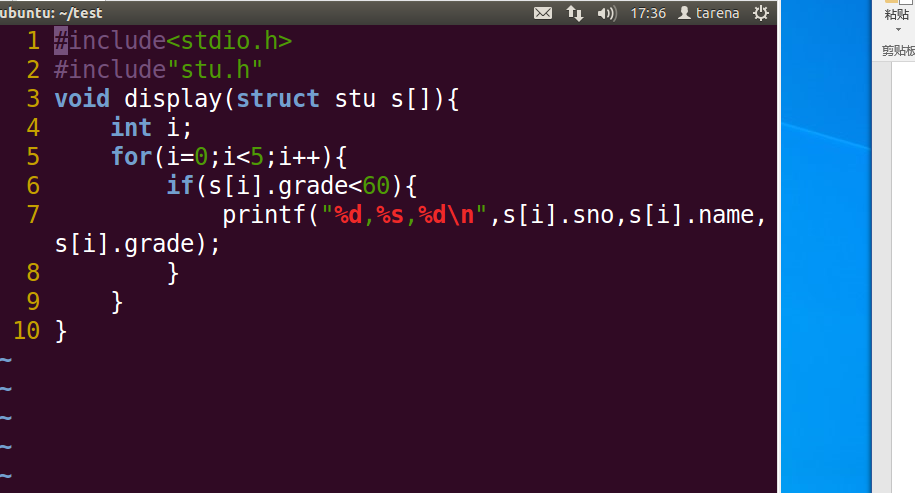 ubuntu: ~/test
17:36 tarena
粘贴
剪贴板
1 #include<stdio.h>
2 #include"stu.h"
3 void display(struct stu s[]){
4     int i;
5     for(i=0;i<5;i++){
6         if(s[i].grade<60){
7             printf("%d,%s,%d\n",s[i].sno,s[i].name,
s[i].grade);
8         }
9     }
10 }
~
~
~
~
~